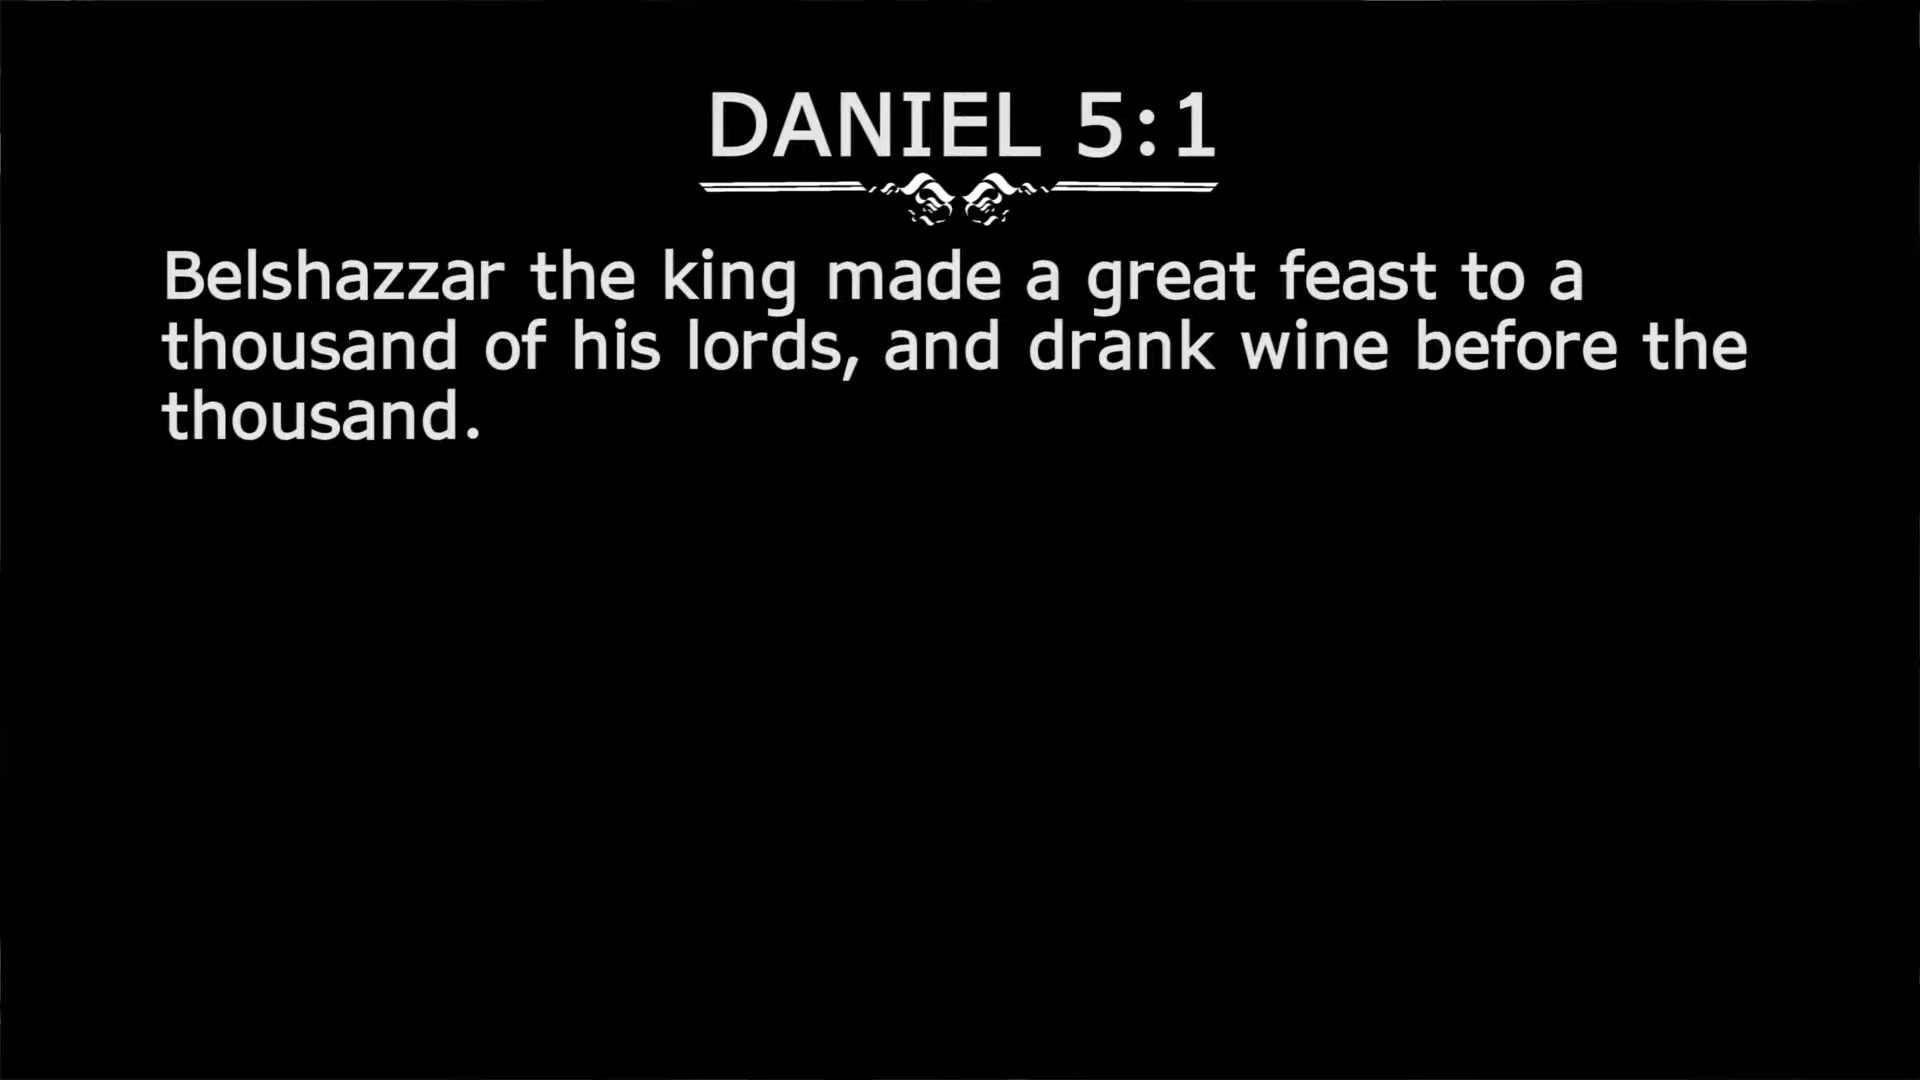 DANIEL 5:1
Belshazzar the king made a great feast to a
thousand of his lords, and drank wine before the
thousand.